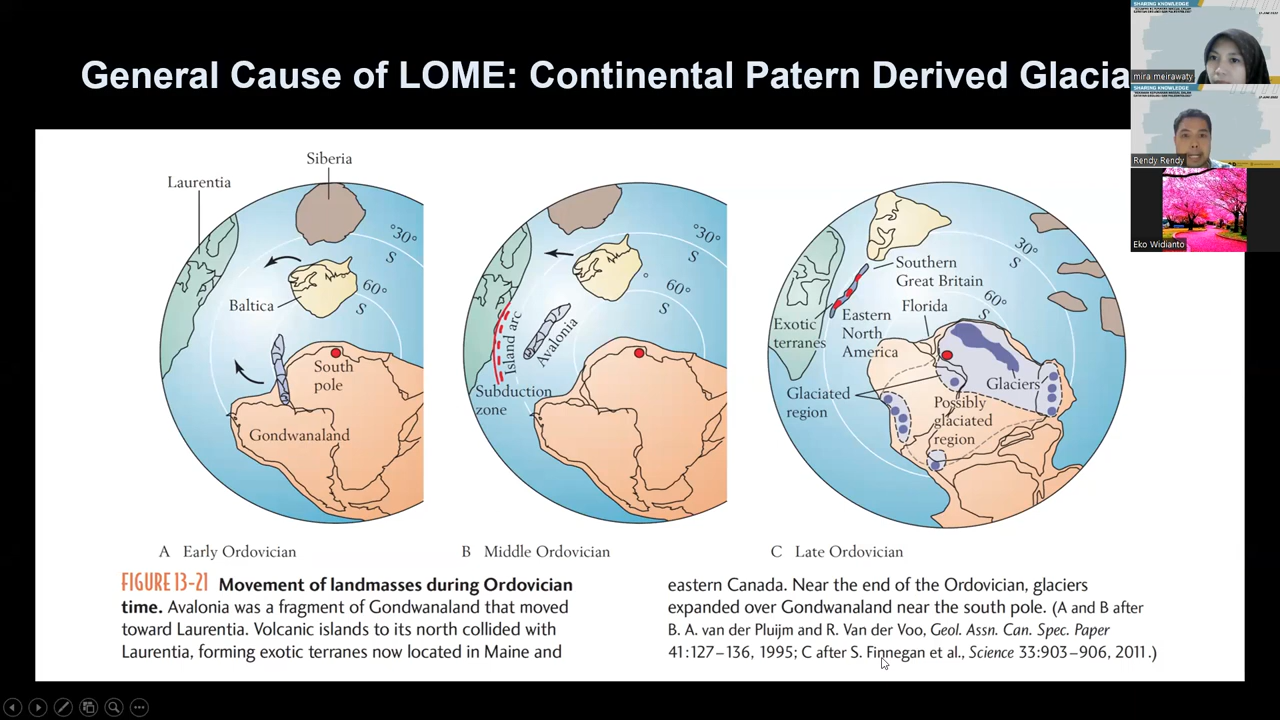 General Cause of LOME: Continental Patern Derived Glacia
SHARING KNOWLEDGE
mira meirawaty
SHARING KNOWLEDGE
Rendy Rendy
Eko Widianto
Siberia
Laurentia
°30°
S
60°
S
Baltica
South
pole
Gondwanaland
°30°
S
°
60°
S
Island arc
Avalonia
Subduction
zone
30°
S
60°
S
Southern
Great Britain
Florida
Exotic
terranes
Eastern
North
America
Glaciated
region
Glaciers
Possibly
glaciated
region
A Early Ordovician
B Middle Ordovician
C Late Ordovician
FIGURE 13-21 Movement of landmasses during Ordovician
time. Avalonia was a fragment of Gondwanaland that moved
toward Laurentia. Volcanic islands to its north collided with
Laurentia, forming exotic terranes now located in Maine and
eastern Canada. Near the end of the Ordovician, glaciers
expanded over Gondwanaland near the south pole. (A and B after
B. A. van der Pluijm and R. Van der Voo, Geol. Assn. Can. Spec. Paper
41:127–136, 1995; C after S. Finnegan et al., Science 33:903–906, 2011.)